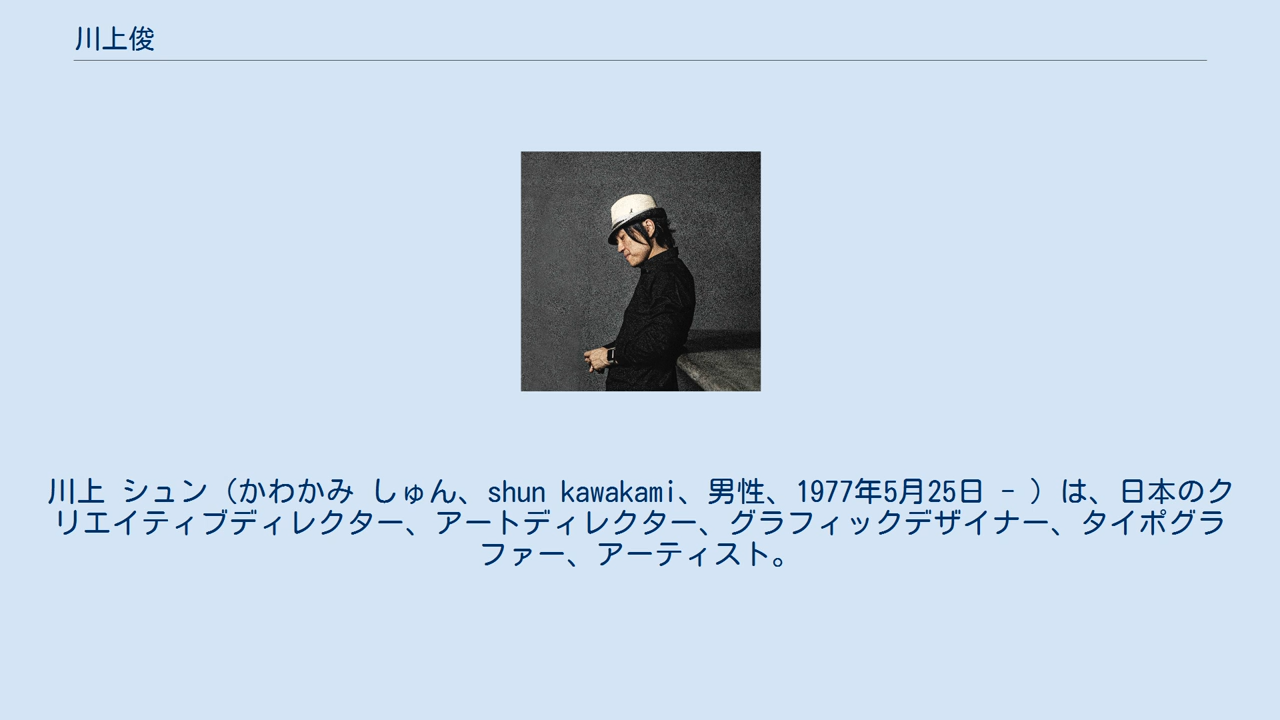 川上俊
川上 シュン（かわかみ しゅん、shun kawakami、男性、1977年5月25日 - ）は、日本のク
リエイティブディレクター、アートディレクター、グラフィックデザイナー、タイポグラ
ファー、アーティスト。